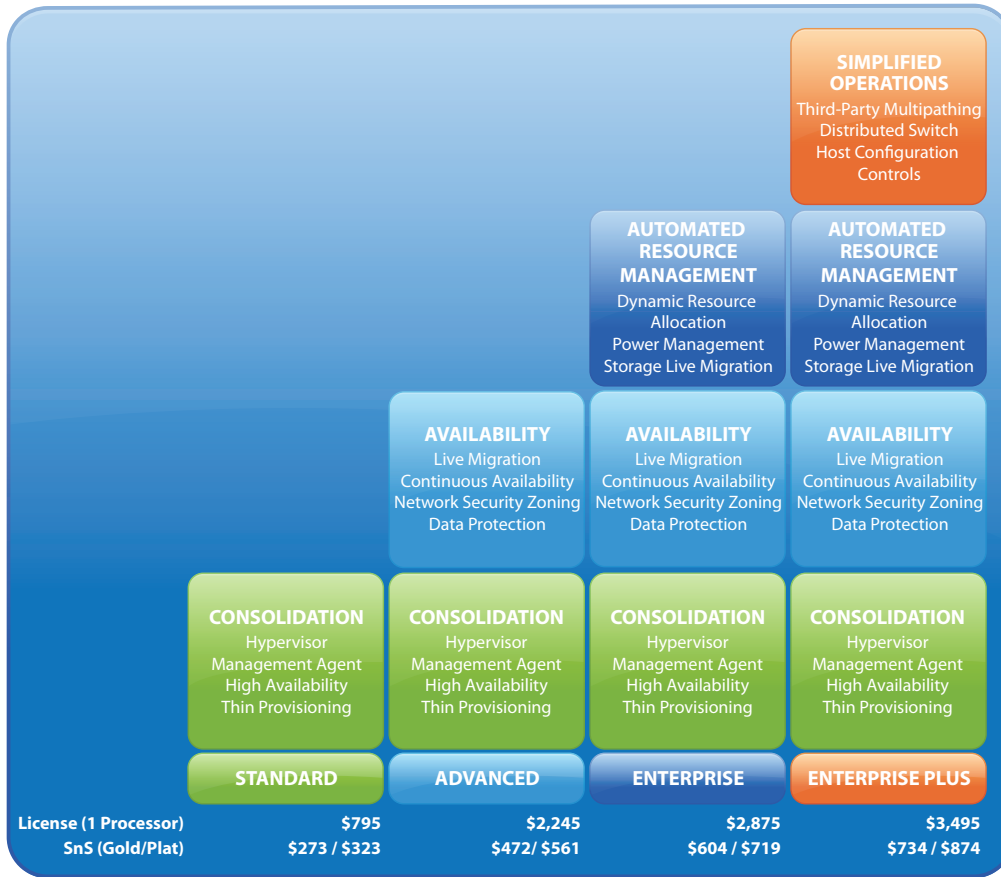 SIMPLIFIED
OPERATIONS
Third-Party Multipathing
Distributed Switch
Host Configuration
Controls
AUTOMATED
RESOURCE
MANAGEMENT
Dynamic Resource
Allocation
Power Management
Storage Live Migration
AUTOMATED
RESOURCE
MANAGEMENT
Dynamic Resource
Allocation
Power Management
Storage Live Migration
AVAILABILITY
Live Migration
Continuous Availability
Network Security Zoning
Data Protection
AVAILABILITY
Live Migration
Continuous Availability
Network Security Zoning
Data Protection
AVAILABILITY
Live Migration
Continuous Availability
Network Security Zoning
Data Protection
CONSOLIDATION
Hypervisor
Management Agent
High Availability
Thin Provisioning
CONSOLIDATION
Hypervisor
Management Agent
High Availability
Thin Provisioning
CONSOLIDATION
Hypervisor
Management Agent
High Availability
Thin Provisioning
CONSOLIDATION
Hypervisor
Management Agent
High Availability
Thin Provisioning
STANDARD ADVANCED ENTERPRISE ENTERPRISE PLUS
License (1 Processor) $795 $2,245 $2,875 $3,495
SnS (Gold/Plat) $273 / $323 $472/ $561 $604 / $719 $734 / $874